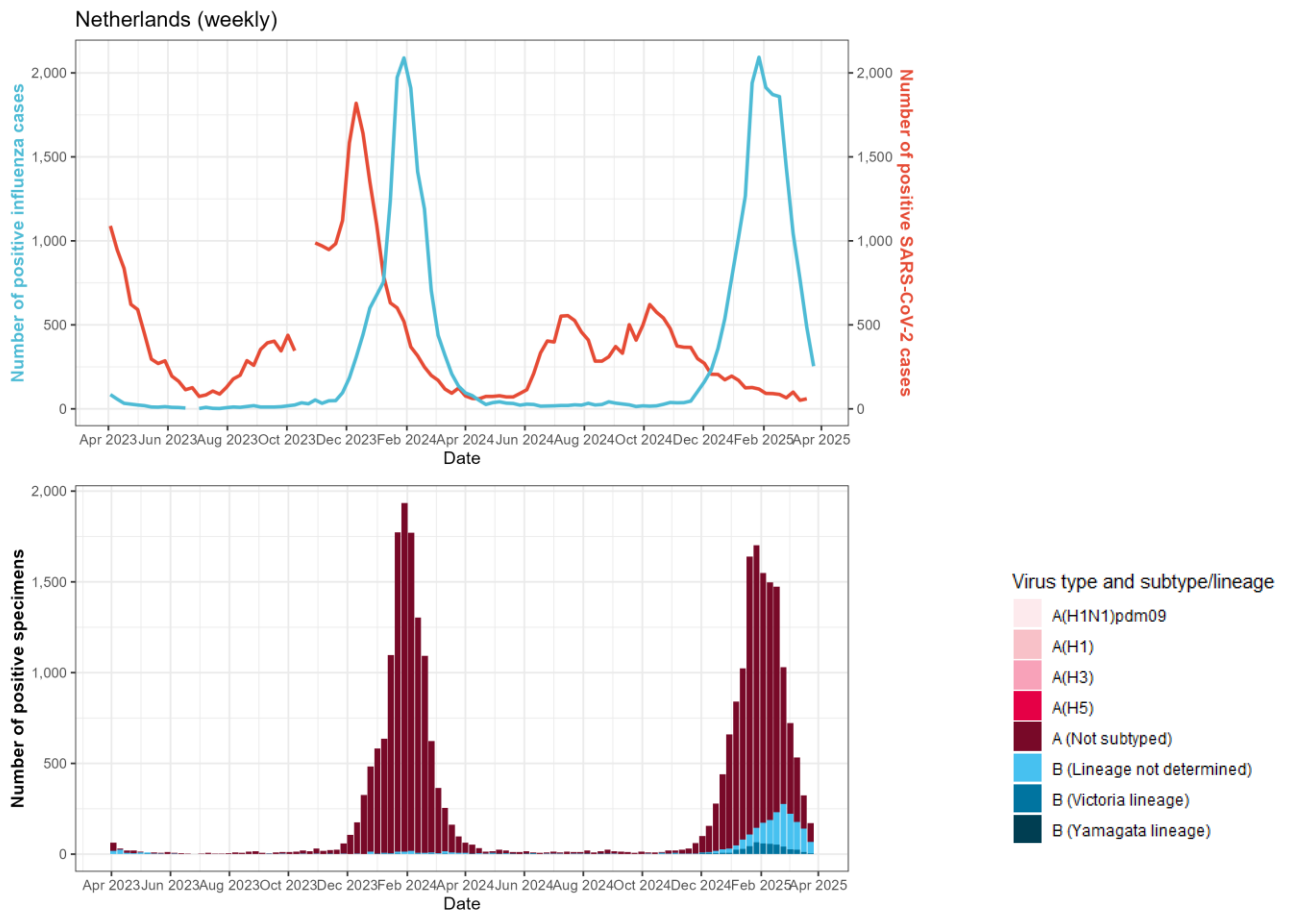 Netherlands (weekly)
Number of positive influenza cases
2,000
1,500
1,000
500
0
2,000
1,500
1,000
500
0
Number of positive SARS-CoV-2 cases
Apr 2023 Jun 2023 Aug 2023 Oct 2023 Dec 2023 Feb 2024 Apr 2024 Jun 2024 Aug 2024 Oct 2024 Dec 2024 Feb 2025 Apr 2025
Date
Number of positive specimens
2,000
1,500
1,000
500
0
Apr 2023 Jun 2023 Aug 2023 Oct 2023 Dec 2023 Feb 2024 Apr 2024 Jun 2024 Aug 2024 Oct 2024 Dec 2024 Feb 2025 Apr 2025
Date
Virus type and subtype/lineage
A(H1N1)pdm09
A(H1)
A(H3)
A(H5)
A (Not subtyped)
B (Lineage not determined)
B (Victoria lineage)
B (Yamagata lineage)